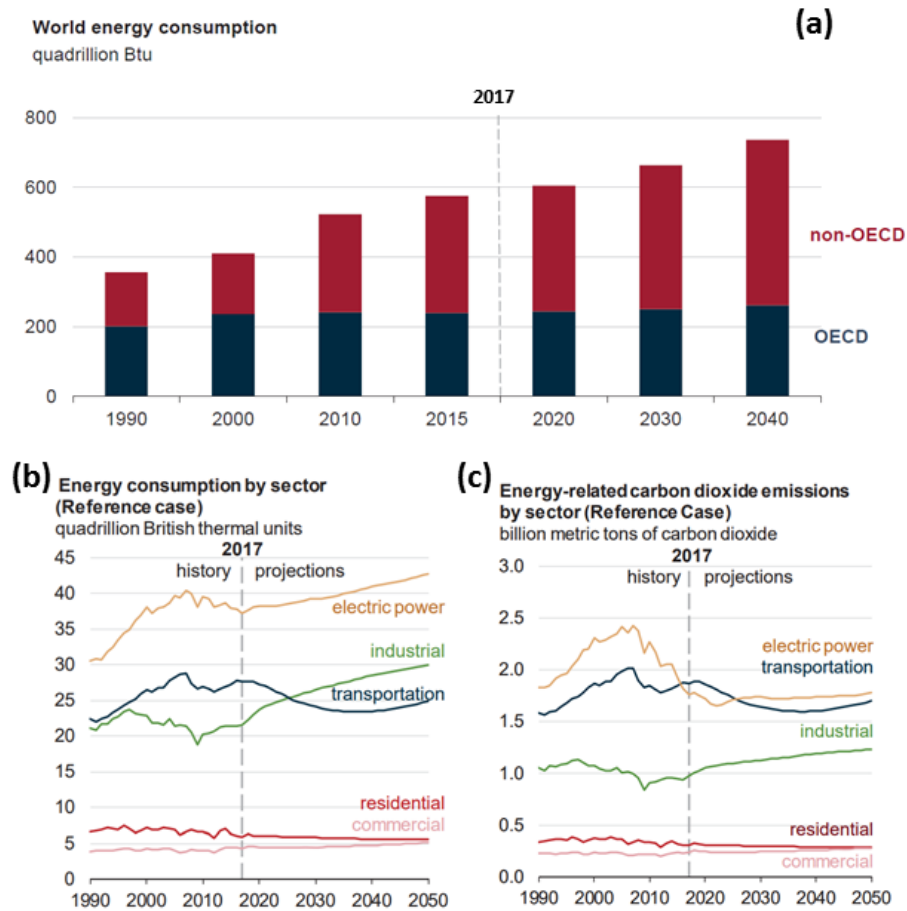 World energy consumption
(a)
quadrillion Btu
2017
800
600
non-OECD
400
200
OECD
0
1990 2000 2010 2015 2020 2030 2040
(b) Energy consumption by sector
(Reference case)
quadrillion British thermal units
2017
45
history projections
40
electric power
35
industrial
30
transportation
25
20
15
residential
10
commercial
5
0
1990 2000 2010 2020 2030 2040 2050
(c) Energy-related carbon dioxide emissions
by sector (Reference Case)
billion metric tons of carbon dioxide
2017
3.0
history projections
2.5
electric power
transportation
2.0
1.5
industrial
1.0
0.5
residential
commercial
0.0
1990 2000 2010 2020 2030 2040 2050